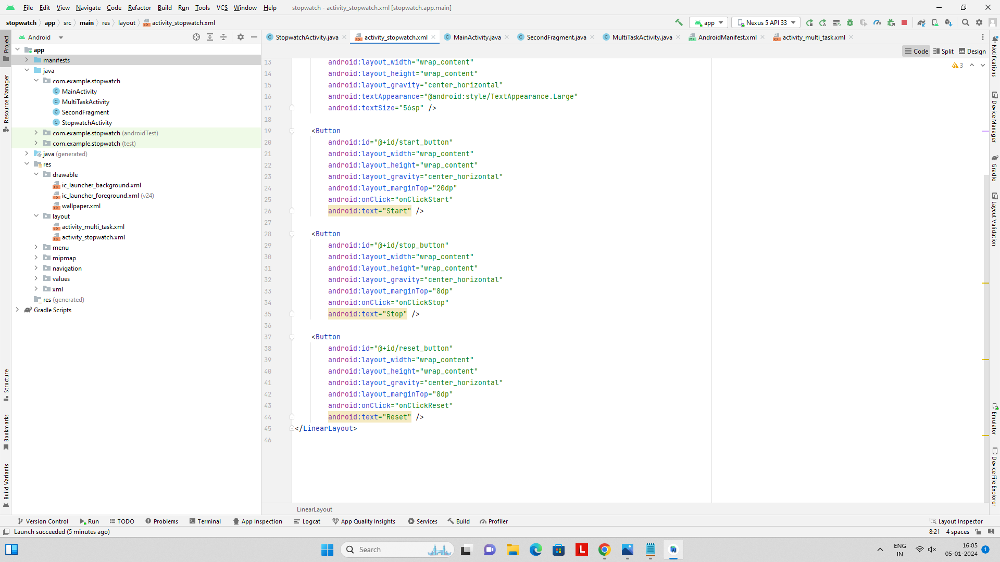 File Edit View Navigate Code Refactor Build Run Tools VCS Window Help stopwatch - activity_stopwatch.xml [stopwatch.app.main]
stopwatch app src main res layout activity_stopwatch.xml app Nexus 5 API 33
Android StopwatchActivity.java activity_stopwatch.xml MainActivity.java SecondFragment.java MultiTaskActivity.java AndroidManifest.xml activity_multi_task.xml
Code Split Design
3
Project
Resource Manager
Structure
Bookmarks
Build Variants
app
manifests
java
com.example.stopwatch
MainActivity
MultiTaskActivity
SecondFragment
StopwatchActivity
com.example.stopwatch (androidTest)
com.example.stopwatch (test)
java (generated)
res
drawable
ic_launcher_background.xml
ic_launcher_foreground.xml (v24)
wallpaper.xml
layout
activity_multi_task.xml
activity_stopwatch.xml
menu
mipmap
navigation
values
xml
res (generated)
Gradle Scripts
13 android:layout_width="wrap_content"
14 android:layout_height="wrap_content"
15 android:layout_gravity="center_horizontal"
16 android:textAppearance="@android:style/TextAppearance.Large"
17 android:textSize="56sp" />
18
19 <Button
20 android:id="@+id/start_button"
21 android:layout_width="wrap_content"
22 android:layout_height="wrap_content"
23 android:layout_gravity="center_horizontal"
24 android:layout_marginTop="20dp"
25 android:onClick="onClickStart"
26 android:text="Start" />
27
28 <Button
29 android:id="@+id/stop_button"
30 android:layout_width="wrap_content"
31 android:layout_height="wrap_content"
32 android:layout_gravity="center_horizontal"
33 android:layout_marginTop="8dp"
34 android:onClick="onClickStop"
35 android:text="Stop" />
36
37 <Button
38 android:id="@+id/reset_button"
39 android:layout_width="wrap_content"
40 android:layout_height="wrap_content"
41 android:layout_gravity="center_horizontal"
42 android:layout_marginTop="8dp"
43 android:onClick="onClickReset"
44 android:text="Reset" />
45 </LinearLayout>
46
LinearLayout
Notifications
Device Manager
Gradle
Layout Validation
Emulator
Device File Explorer
Version Control Run TODO Problems Terminal App Inspection Logcat App Quality Insights Services Build Profiler Layout Inspector
Launch succeeded (5 minutes ago) 8:21 4 spaces
Search ENG IN 16:05 05-01-2024 1